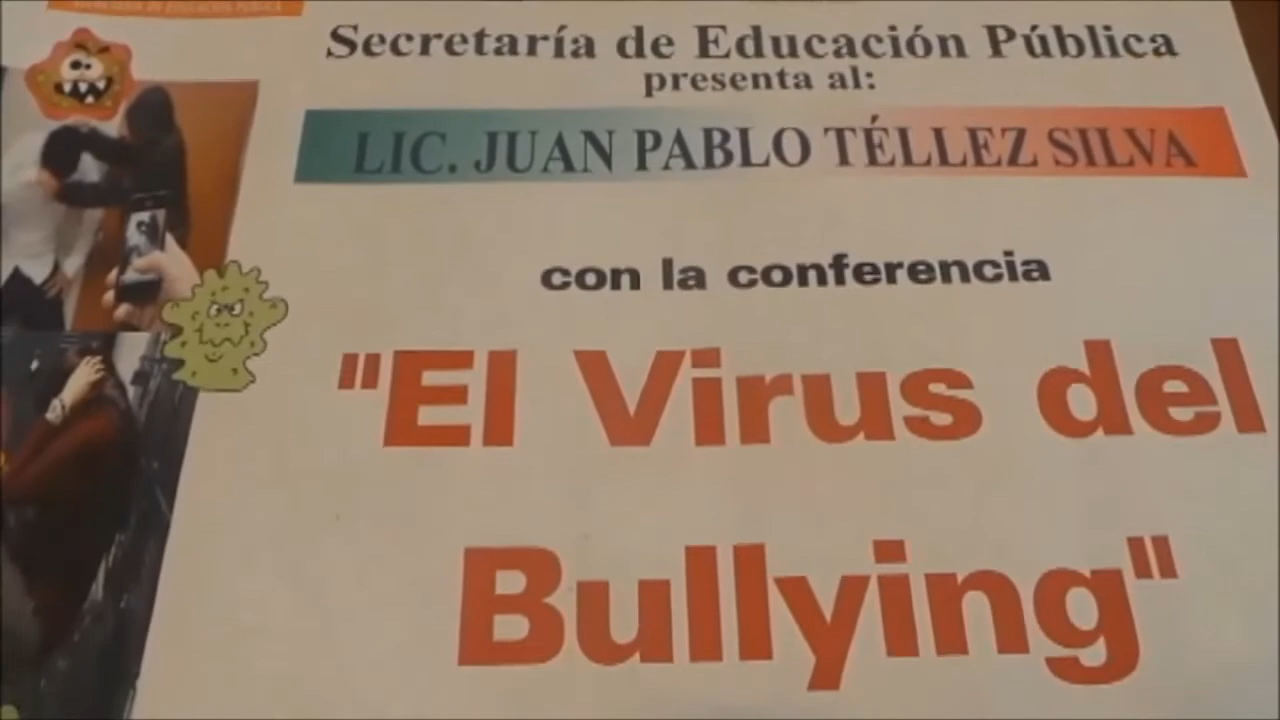 Secretaría de Educación Pública
presenta al:
LIC. JUAN PABLO TÉLLEZ SILVA
con la conferencia
"El Virus del
Bullying"